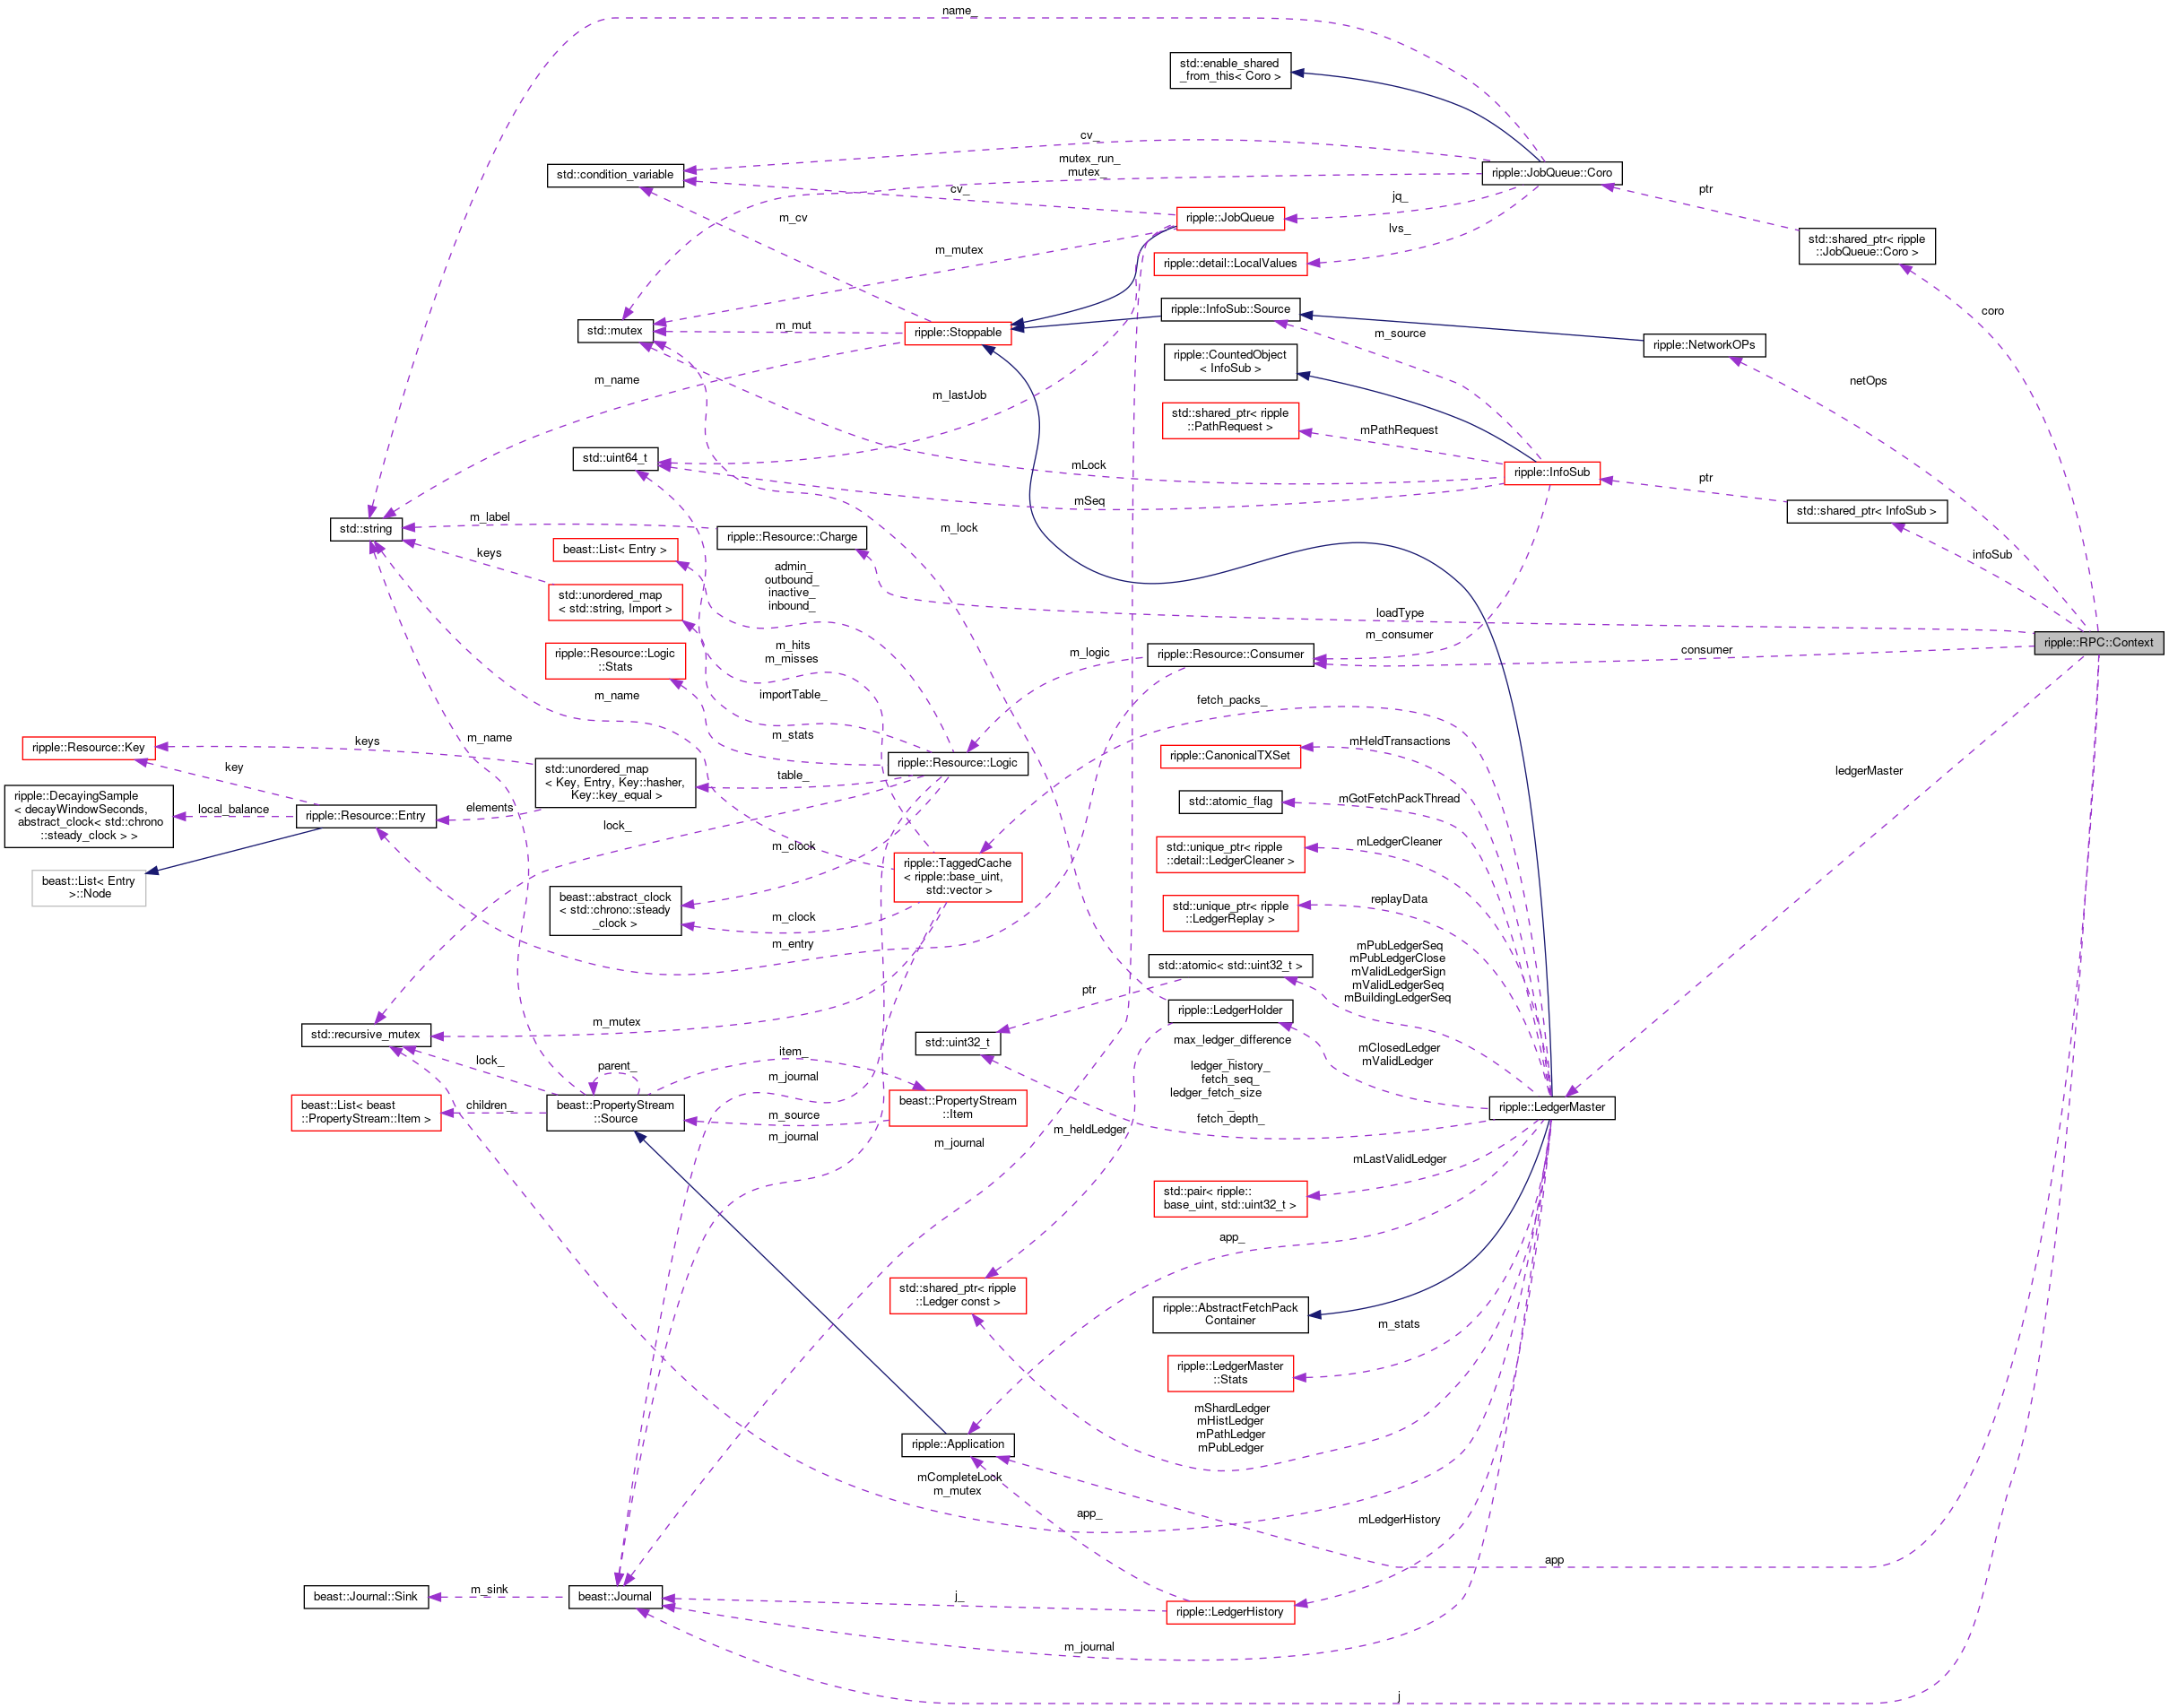 name_
std::enable_shared
_from_this< Coro >
cv_
mutex_run_
mutex_
std::condition_variable
ripple::JobQueue::Coro
ptr
cv_
jq_
m_cv
ripple::JobQueue
lvs_
std::shared_ptr< ripple
::JobQueue::Coro >
m_mutex
ripple::detail::LocalValues
ripple::InfoSub::Source
coro
std::mutex
m_mut
ripple::Stoppable
m_source
ripple::NetworkOPs
ripple::CountedObject
< InfoSub >
m_name
m_lastJob
netOps
std::shared_ptr< ripple
::PathRequest >
mPathRequest
std::uint64_t
mLock
ripple::InfoSub
ptr
mSeq
std::shared_ptr< InfoSub >
m_label
std::string
ripple::Resource::Charge
m_lock
keys
beast::List< Entry >
infoSub
admin_
outbound_
inactive_
inbound_
std::unordered_map
< std::string, Import >
loadType
m_consumer
ripple::RPC::Context
ripple::Resource::Logic
::Stats
m_hits
m_misses
m_logic
ripple::Resource::Consumer
consumer
importTable_
m_name
fetch_packs_
m_name
m_stats
ripple::Resource::Key
keys
mHeldTransactions
ripple::CanonicalTXSet
key
std::unordered_map
< Key, Entry, Key::hasher,
Key::key_equal >
table_
ripple::Resource::Logic
ledgerMaster
ripple::DecayingSample
< decayWindowSeconds,
abstract_clock< std::chrono
::steady_clock > >
local_balance
ripple::Resource::Entry
elements
std::atomic_flag
mGotFetchPackThread
lock_
m_clock
std::unique_ptr< ripple
::detail::LedgerCleaner >
mLedgerCleaner
ripple::TaggedCache
< ripple::base_uint,
std::vector >
beast::List< Entry
>::Node
beast::abstract_clock
< std::chrono::steady
_clock >
m_clock
m_entry
std::unique_ptr< ripple
::LedgerReplay >
replayData
std::atomic< std::uint32_t >
mPubLedgerSeq
mPubLedgerClose
mValidLedgerSign
mValidLedgerSeq
mBuildingLedgerSeq
ptr
ripple::LedgerHolder
m_mutex
std::recursive_mutex
std::uint32_t
max_ledger_difference
_
ledger_history_
fetch_seq_
ledger_fetch_size
_
fetch_depth_
mClosedLedger
mValidLedger
lock_
parent_
item_
m_journal
beast::List< beast
::PropertyStream::Item >
children_
beast::PropertyStream
::Source
m_source
beast::PropertyStream
::Item
ripple::LedgerMaster
m_journal
m_journal
m_heldLedger
mLastValidLedger
std::pair< ripple::
base_uint, std::uint32_t >
app_
std::shared_ptr< ripple
::Ledger const >
ripple::AbstractFetchPack
Container
m_stats
ripple::LedgerMaster
::Stats
mShardLedger
mHistLedger
mPathLedger
mPubLedger
ripple::Application
mCompleteLock
m_mutex
app_
mLedgerHistory
app
beast::Journal::Sink
m_sink
beast::Journal
j_
ripple::LedgerHistory
m_journal
j